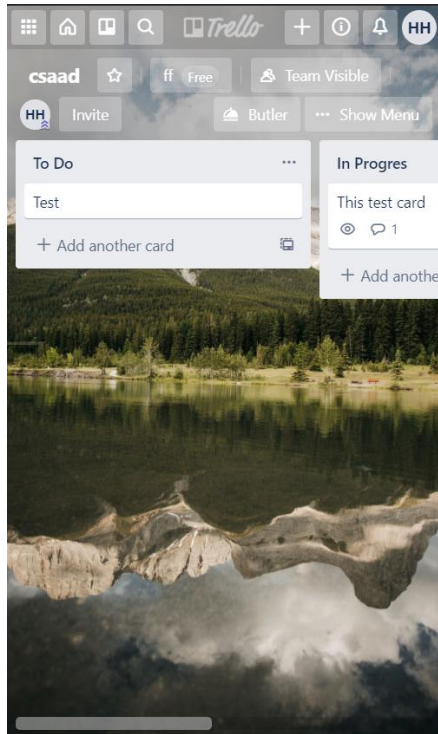 Trello
HH
csaad
ff Free
Team Visible
HH
Invite
Butler
... Show Menu
To Do
...
Test
+ Add another card
In Progres
This test card
1
+ Add anothe